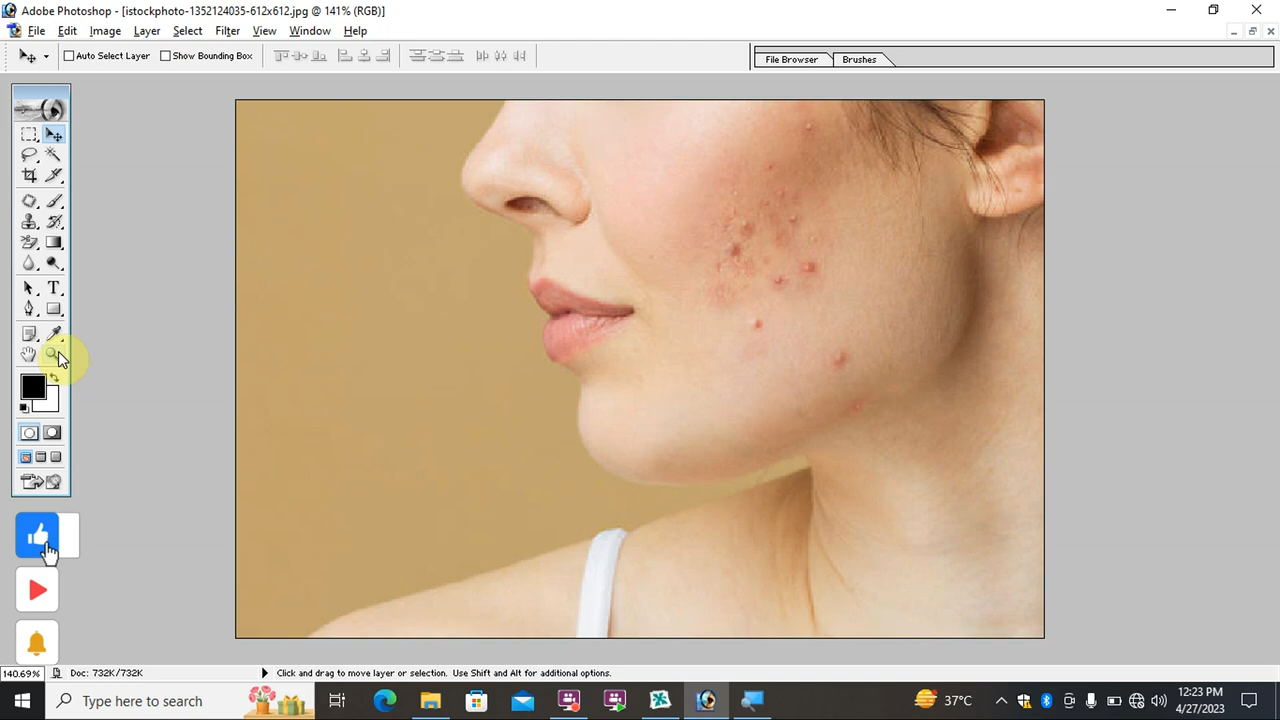 Adobe Photoshop - [istockphoto-1352124035-612x612.jpg @ 141% (RGB)]
File Edit Image Layer Select Filter View Window Help
Auto Select Layer Show Bounding Box File Browser Brushes
T
140.69% Doc: 732K/732K Click and drag to move layer or selection. Use Shift and Alt for additional options.
Type here to search 37°C 12:23 PM
4/27/2023